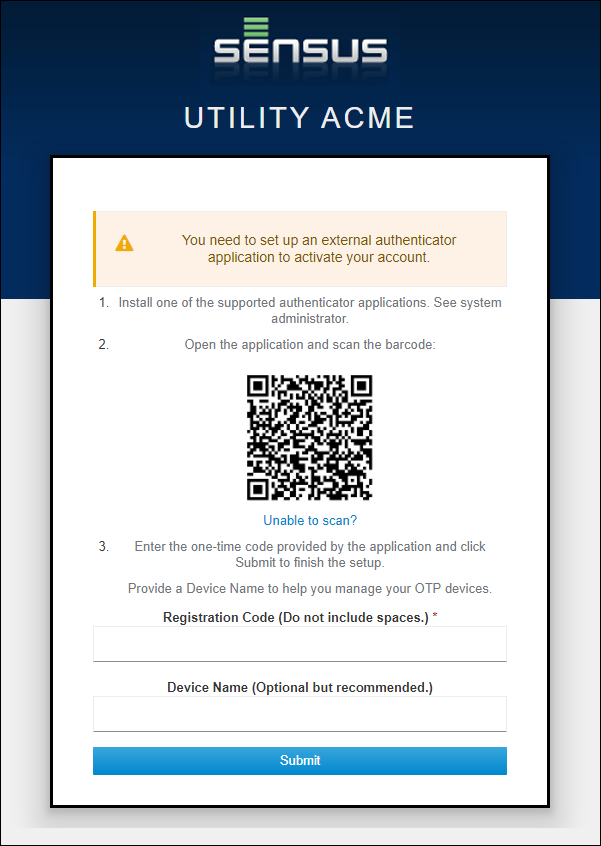 SENSUS
UTILITY ACME
You need to set up an external authenticator
application to activate your account.
1. Install one of the supported authenticator applications. See system
administrator.
2. Open the application and scan the barcode:
Unable to scan?
3. Enter the one-time code provided by the application and click
Submit to finish the setup.
Provide a Device Name to help you manage your OTP devices.
Registration Code (Do not include spaces.) *
Device Name (Optional but recommended.)
Submit